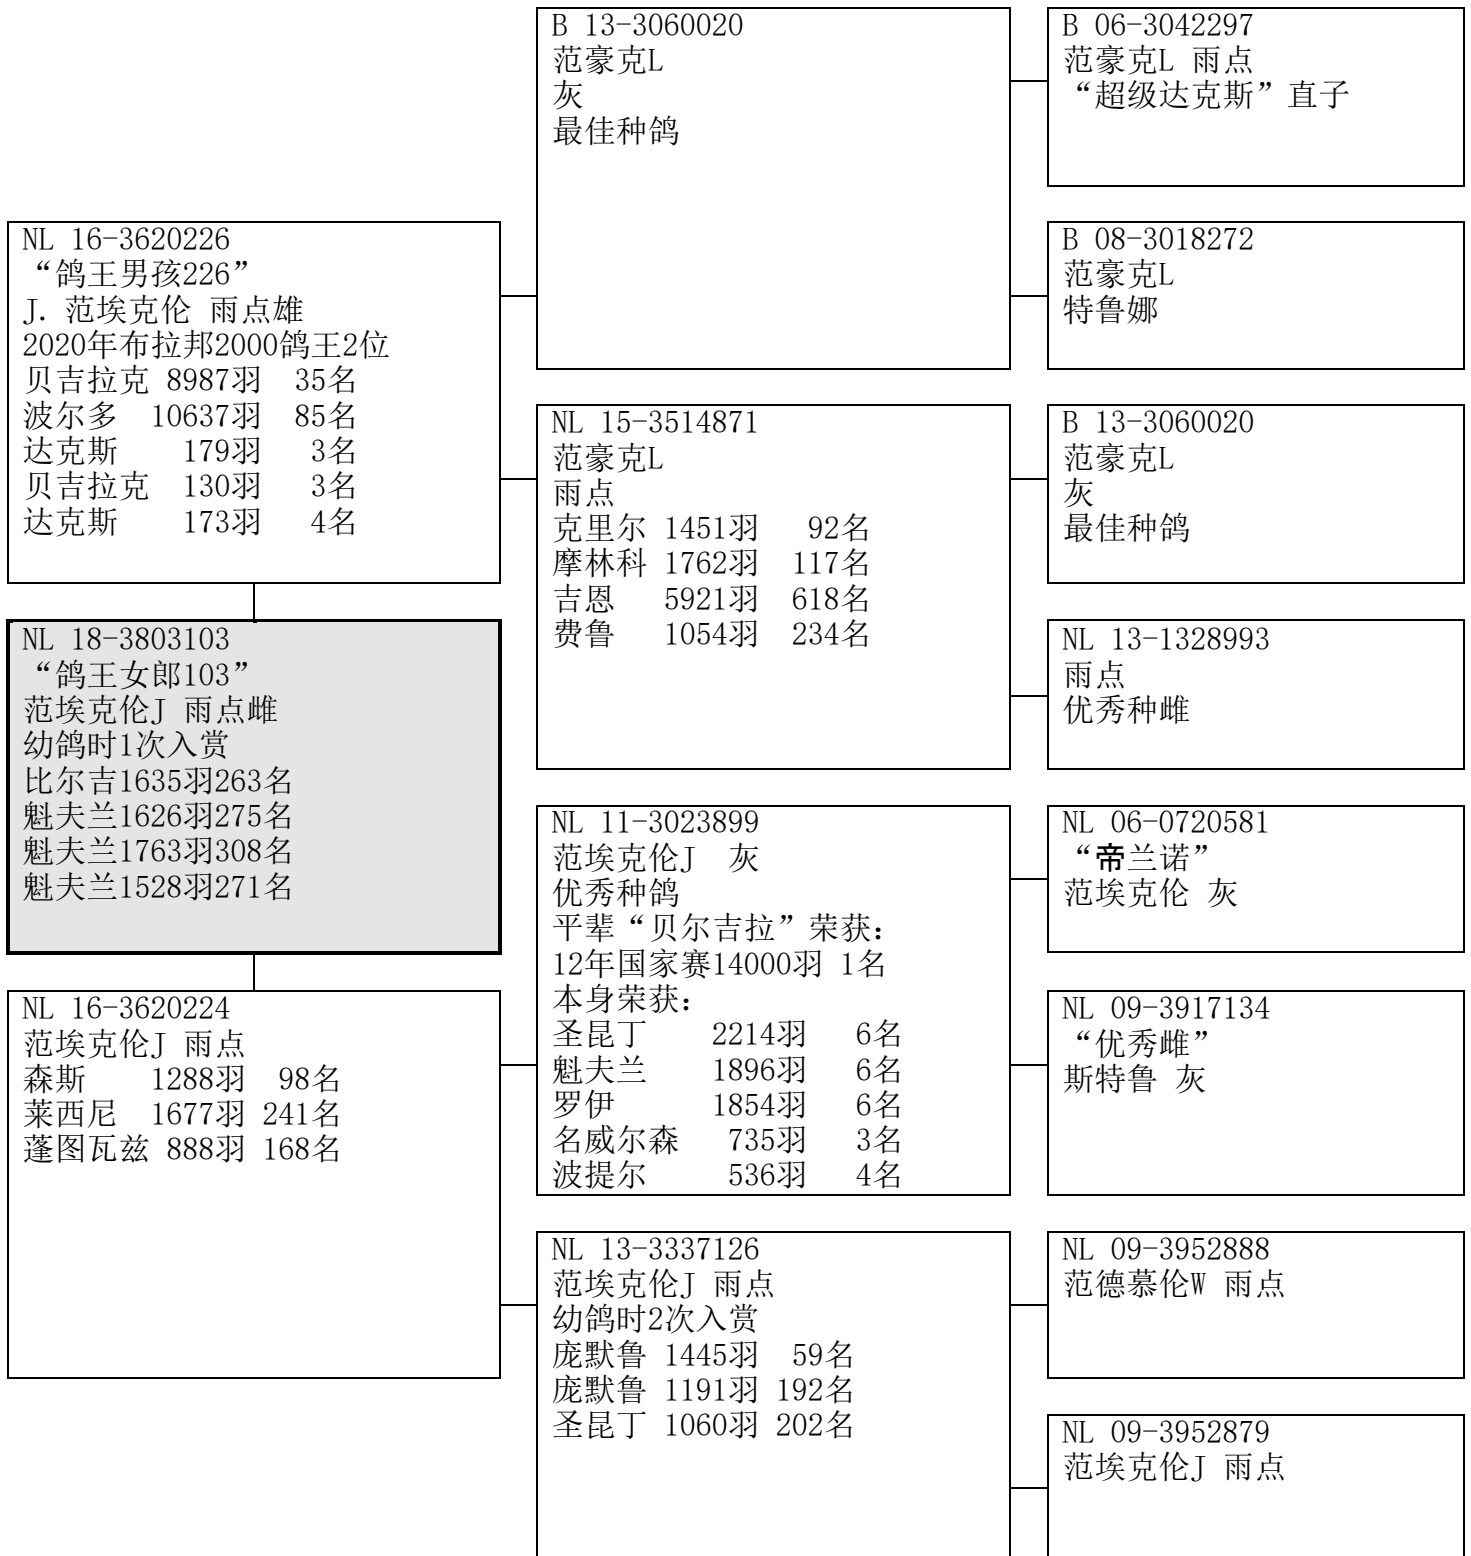 NL 16-3620226
“鸽王男孩226”
J. 范埃克伦 雨点雄
2020年布拉邦2000鸽王2位
贝吉拉克 8987羽 35名
波尔多 10637羽 85名
达克斯 179羽 3名
贝吉拉克 130羽 3名
达克斯 173羽 4名
NL 18-3803103
“鸽王女郎103”
范埃克伦J 雨点雌
幼鸽时1次入赏
比尔吉1635羽263名
魁夫兰1626羽275名
魁夫兰1763羽308名
魁夫兰1528羽271名
NL 16-3620224
范埃克伦J 雨点
森斯 1288羽 98名
莱西尼 1677羽 241名
蓬图瓦兹 888羽 168名
B 13-3060020
范豪克L
灰
最佳种鸽
NL 15-3514871
范豪克L
雨点
克里尔 1451羽 92名
摩林科 1762羽 117名
吉恩 5921羽 618名
费鲁 1054羽 234名
NL 11-3023899
范埃克伦J 灰
优秀种鸽
平辈“贝尔吉拉”荣获：
12年国家赛14000羽 1名
本身荣获：
圣昆丁 2214羽 6名
魁夫兰 1896羽 6名
罗伊 1854羽 6名
名威尔森 735羽 3名
波提尔 536羽 4名
NL 13-3337126
范埃克伦J 雨点
幼鸽时2次入赏
庞默鲁 1445羽 59名
庞默鲁 1191羽 192名
圣昆丁 1060羽 202名
B 06-3042297
范豪克L 雨点
“超级达克斯”直子
B 08-3018272
范豪克L
特鲁娜
B 13-3060020
范豪克L
灰
最佳种鸽
NL 13-1328993
雨点
优秀种雌
NL 06-0720581
“帝兰诺”
范埃克伦 灰
NL 09-3917134
“优秀雌”
斯特鲁 灰
NL 09-3952888
范德慕伦W 雨点
NL 09-3952879
范埃克伦J 雨点